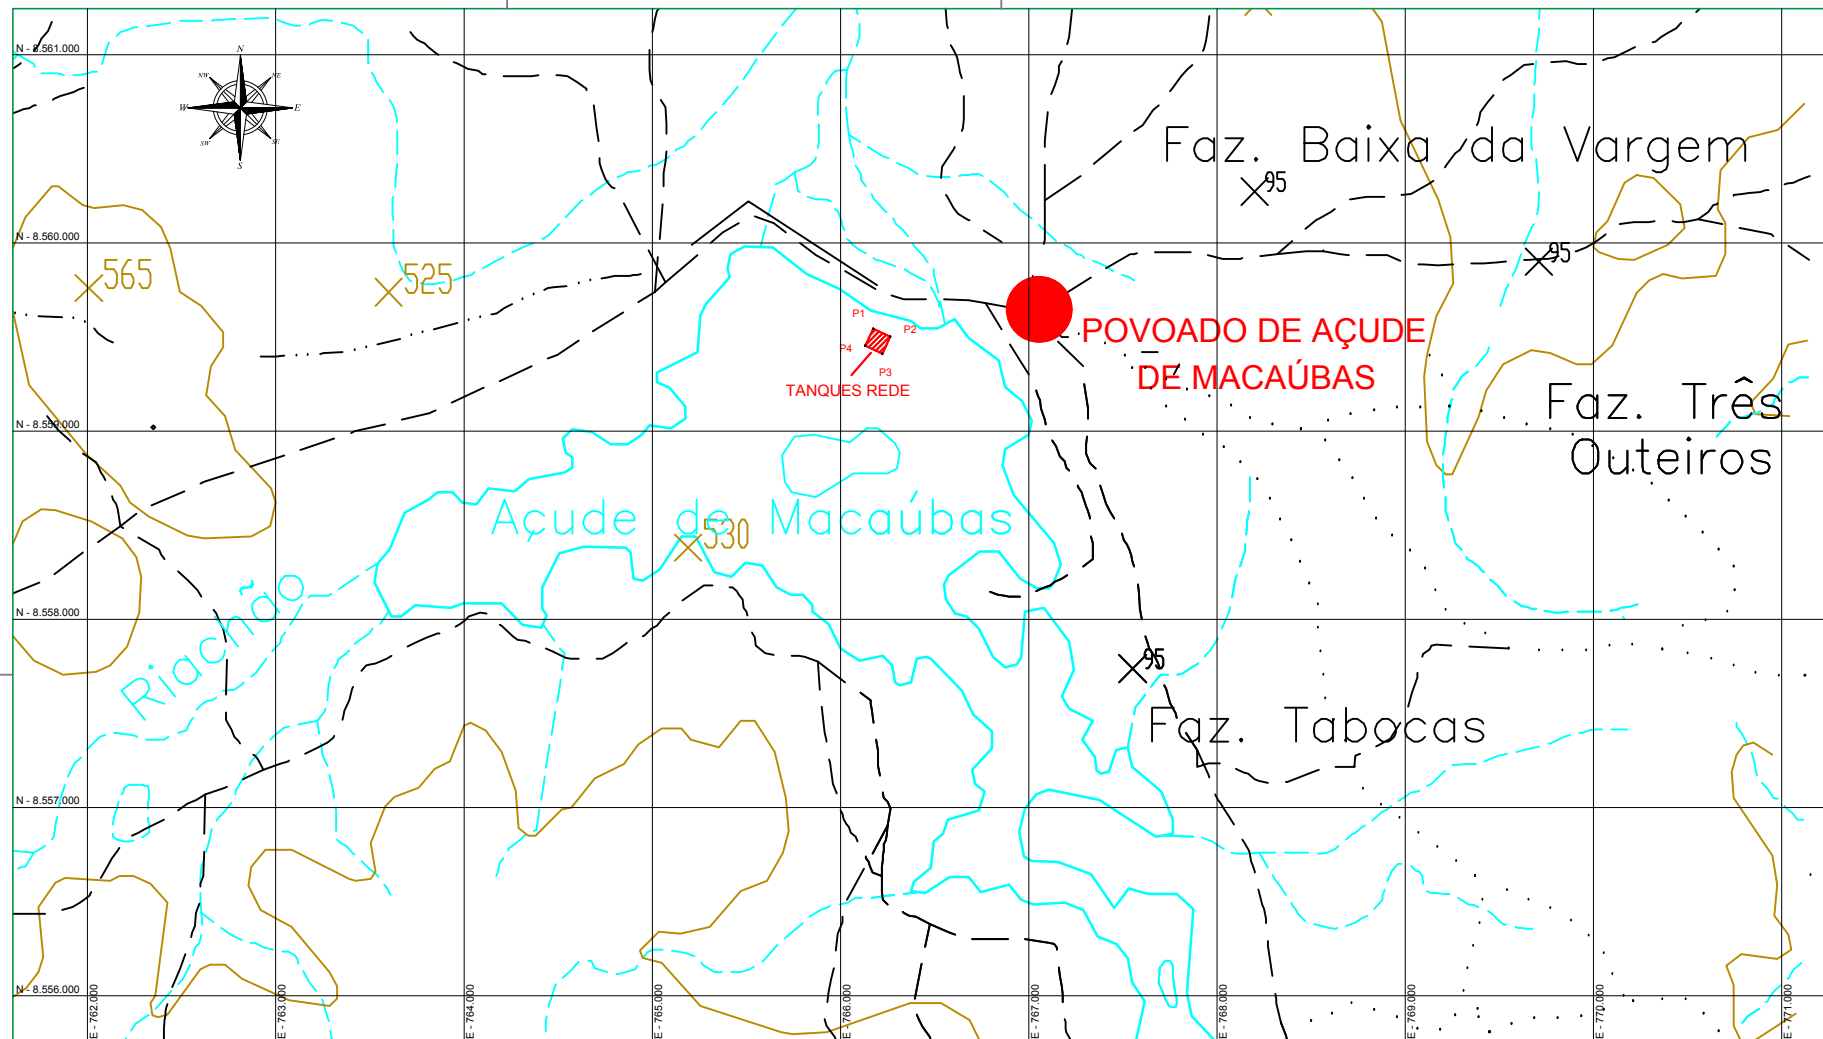 N - 8.561.000
N
NW
NE
W
E
SW
SE
S
Faz. Baixa da Vargem
95
N - 8.560.000
565
525
95
P1
P2
P4
P3
TANQUES REDE
POVOADO DE AÇUDE
DE MACAÚBAS
Faz. Três
Outeiros
N - 8.559.000
Açude de Macaúbas
530
Riachão
N - 8.558.000
95
Faz. Tabocas
N - 8.557.000
N - 8.556.000
E - 762.000
E - 763.000
E - 764.000
E - 765.000
E - 766.000
E - 767.000
E - 768.000
E - 769.000
E - 770.000
E - 771.000